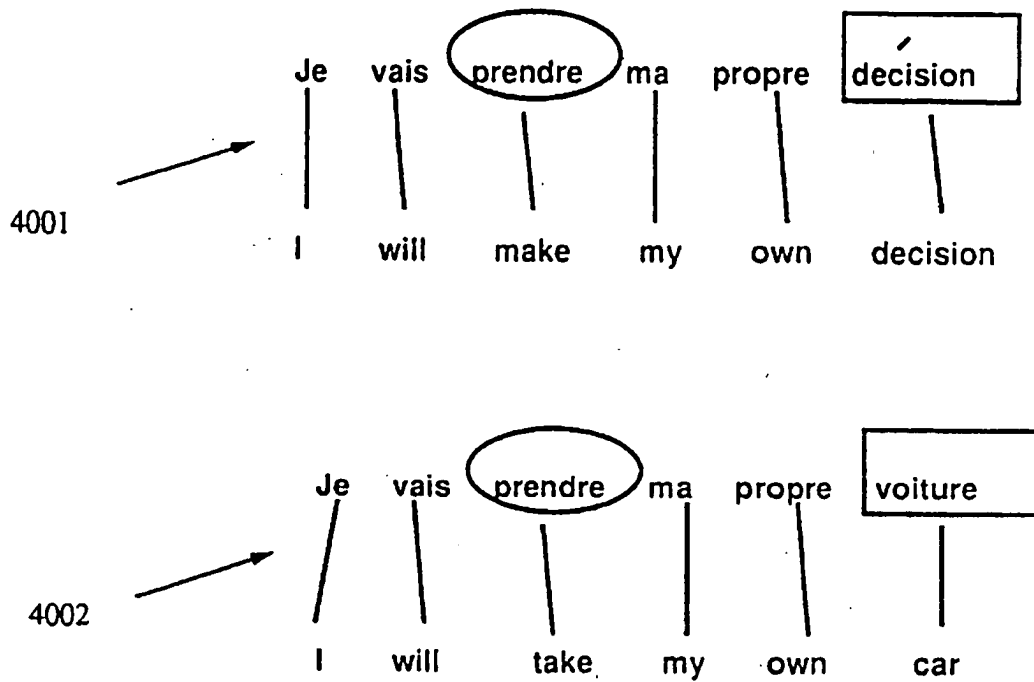 Je vais prendre ma propre décision
4001
I will make my own decision
Je vais prendre ma propre voiture
4002
I will take my own car